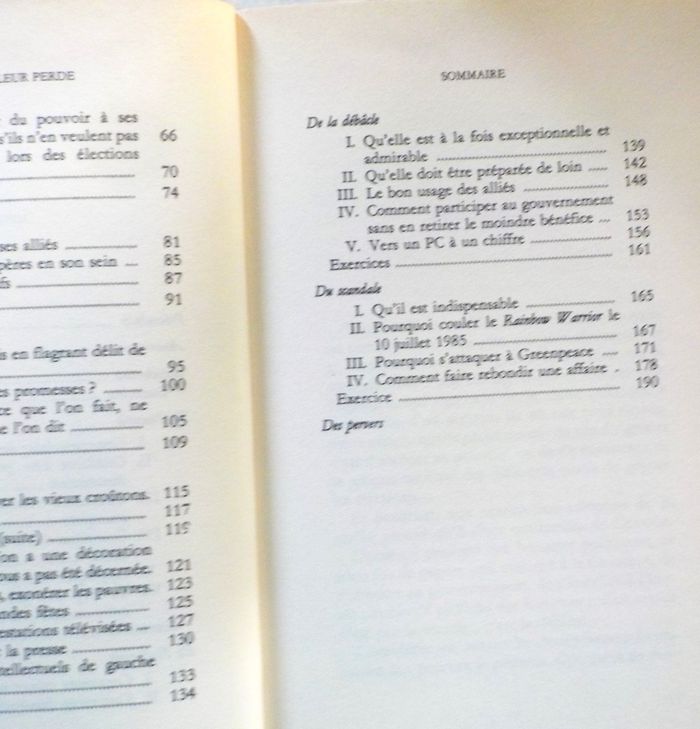 LEUR PERDE
du pouvoir à ses
s'ils n'en veulent pas 66
lors des élections
70
74
ses alliés 81
pères en son sein ... 85
fs 87
91
is en flagrant délit de
95
es promesses ? 100
ce que l'on fait, ne
e l'on dit 105
109
er les vieux croûtons. 115
117
(suite) 119
on a une décoration
ous a pas été décernée. 121
, exonérer les pauvres. 123
ndes fêtes 125
estations télévisées ... 127
la presse 130
tellectuels de gauche
133
134
SOMMAIRE
De la débâcle
I. Qu'elle est à la fois exceptionnelle et
admirable 139
II. Qu'elle doit être préparée de loin ..... 142
III. Le bon usage des alliés 148
IV. Comment participer au gouvernement
sans en retirer le moindre bénéfice ... 153
V. Vers un PC à un chiffre 156
Exercices 161
Du scandale
I. Qu'il est indispensable 165
II. Pourquoi couler le Rainbow Warrior le
10 juillet 1985 167
III. Pourquoi s'attaquer à Greenpeace .... 171
IV. Comment faire rebondir une affaire . 178
Exercice 190
Des pervers